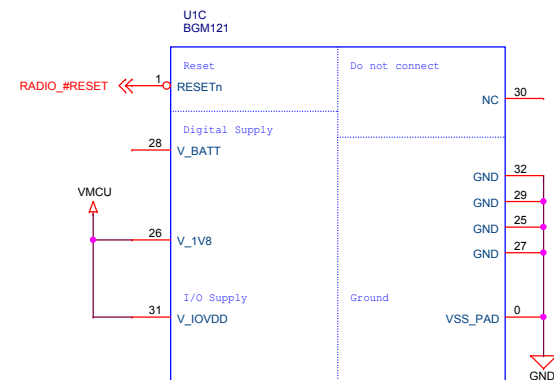 U1C
BGM121
Reset
Do not connect
RADIO_#RESET
1
RESETn
NC
30
Digital Supply
28
V_BATT
GND
32
VMCU
GND
29
GND
25
26
V_1V8
GND
27
I/O Supply
Ground
31
V_IOVDD
VSS_PAD
0
GND